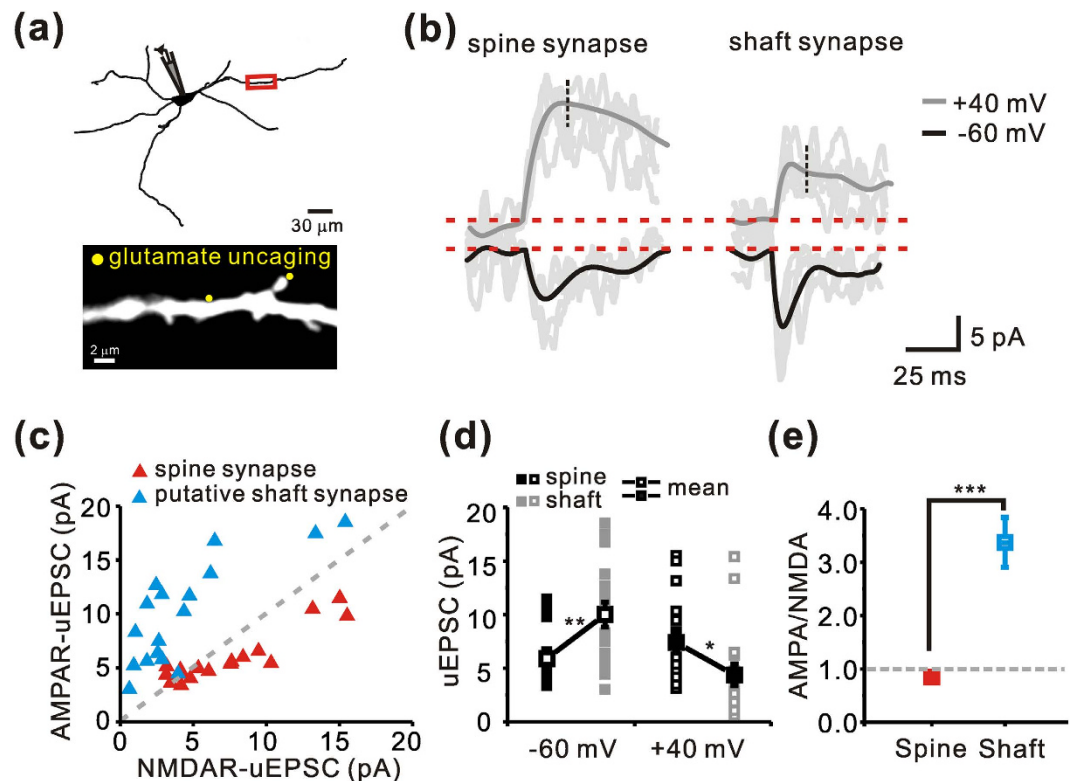 (a)
30 μm
glutamate uncaging
2 μm
(b)
spine synapse
shaft synapse
+40 mV
-60 mV
5 pA
25 ms
(c)
spine synapse
putative shaft synapse
AMPAR-uEPSC (pA)
20
15
10
5
0
0 5 10 15 20
NMDAR-uEPSC (pA)
(d)
spine
shaft
mean
uEPSC (pA)
20
15
10
5
0
**
*
-60 mV +40 mV
(e)
***
AMPA/NMDA
4.0
3.0
2.0
1.0
0.0
Spine Shaft